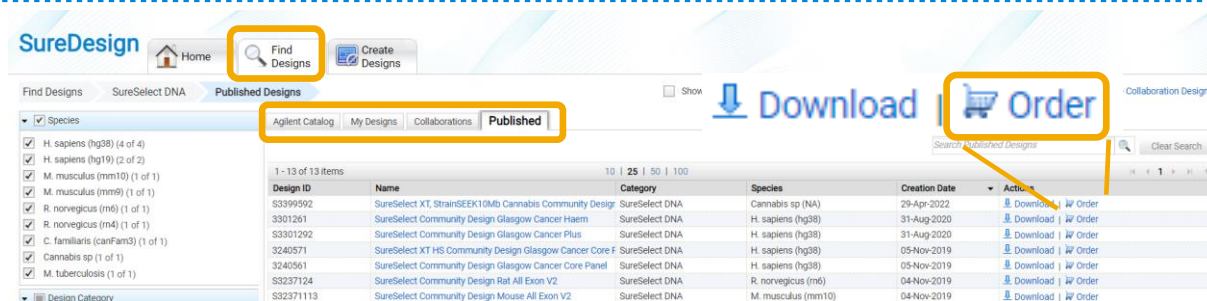 SureDesign
Home
Find Designs
Create Designs
Find Designs SureSelect DNA Published Designs
Show
Download | Order
Collaboration Design
Species
Agilent Catalog My Designs Collaborations Published
H. sapiens (hg38) (4 of 4)
H. sapiens (hg19) (2 of 2)
M. musculus (mm10) (1 of 1)
M. musculus (mm9) (1 of 1)
R. norvegicus (rn6) (1 of 1)
R. norvegicus (rn4) (1 of 1)
C. familiaris (canFam3) (1 of 1)
Cannabis sp (1 of 1)
M. tuberculosis (1 of 1)
Design Category
Search Published Designs Clear Search
1 - 13 of 13 items 10 | 25 | 50 | 100 1
Design ID Name Category Species Creation Date Actions
S3399592 SureSelect XT, StrainSEEK10Mb Cannabis Community Desigr SureSelect DNA Cannabis sp (NA) 29-Apr-2022 Download | Order
3301261 SureSelect Community Design Glasgow Cancer Haem SureSelect DNA H. sapiens (hg38) 31-Aug-2020 Download | Order
S3301292 SureSelect Community Design Glasgow Cancer Plus SureSelect DNA H. sapiens (hg38) 31-Aug-2020 Download | Order
3240571 SureSelect XT HS Community Design Glasgow Cancer Core F SureSelect DNA H. sapiens (hg38) 05-Nov-2019 Download | Order
3240561 SureSelect Community Design Glasgow Cancer Core Panel SureSelect DNA H. sapiens (hg38) 05-Nov-2019 Download | Order
S3237124 SureSelect Community Design Rat All Exon V2 SureSelect DNA R. norvegicus (rn6) 04-Nov-2019 Download | Order
S32371113 SureSelect Community Design Mouse All Exon V2 SureSelect DNA M. musculus (mm10) 04-Nov-2019 Download | Order